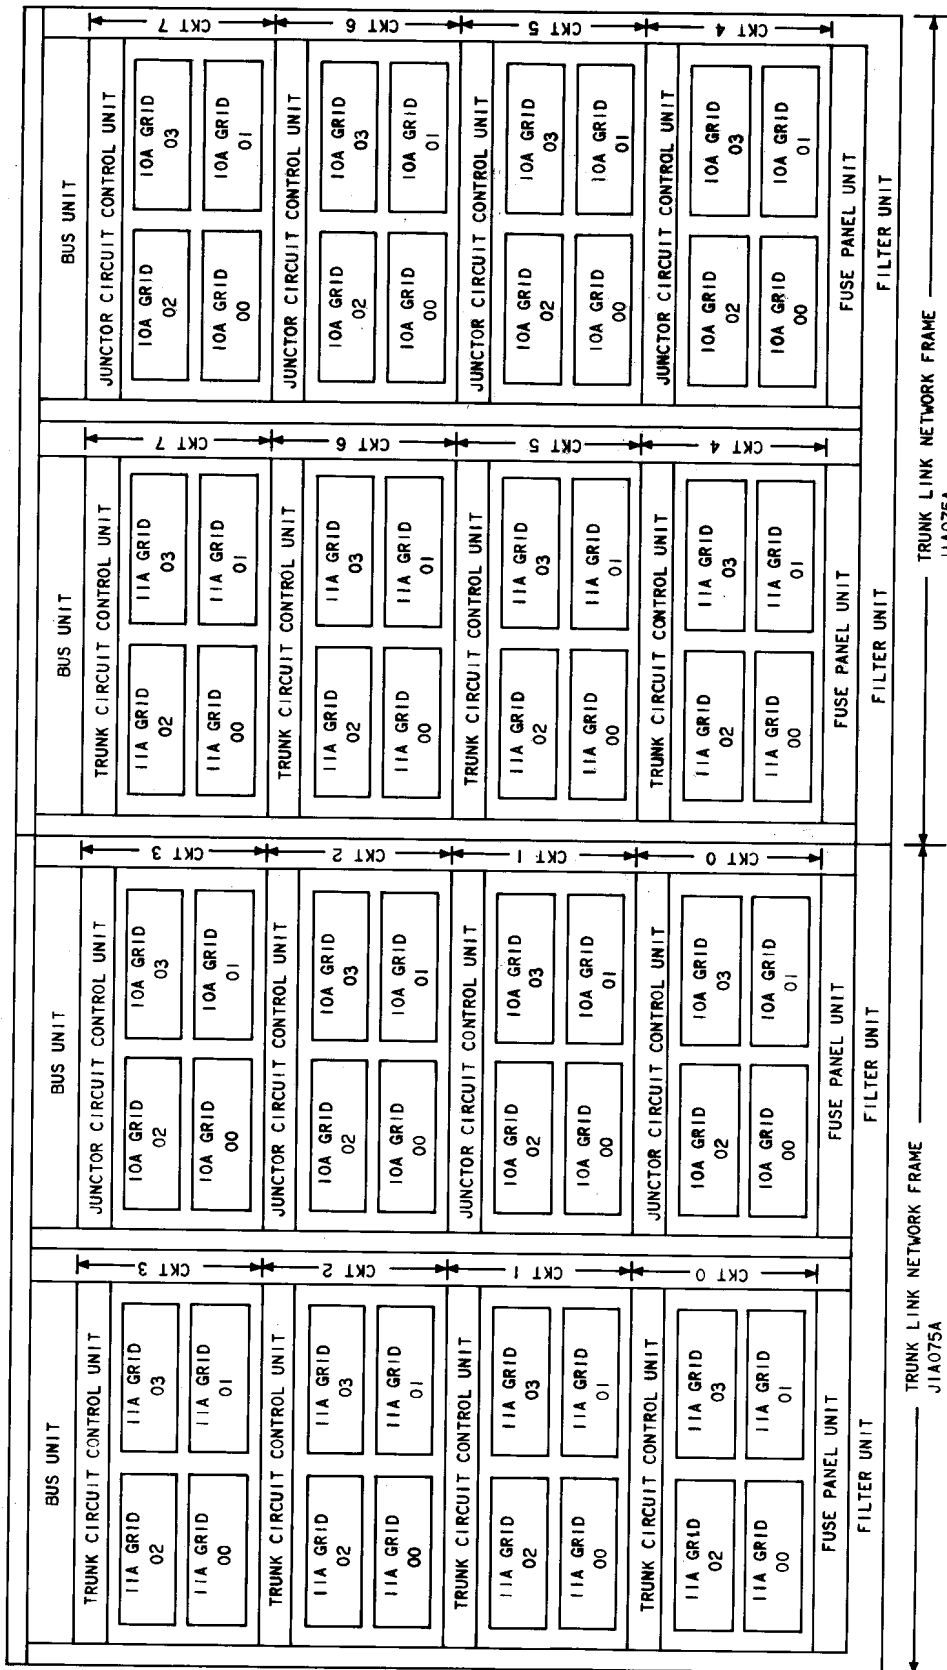 BUS UNIT
TRUNK CIRCUIT CONTROL UNIT
CKT 3
11A GRID
02
11A GRID
03
11A GRID
00
11A GRID
01
TRUNK CIRCUIT CONTROL UNIT
CKT 2
11A GRID
02
11A GRID
03
11A GRID
00
11A GRID
01
TRUNK CIRCUIT CONTROL UNIT
CKT 1
11A GRID
02
11A GRID
03
11A GRID
00
11A GRID
01
TRUNK CIRCUIT CONTROL UNIT
CKT 0
11A GRID
02
11A GRID
03
11A GRID
00
11A GRID
01
FUSE PANEL UNIT
FILTER UNIT
BUS UNIT
JUNCTOR CIRCUIT CONTROL UNIT
CKT 3
10A GRID
02
10A GRID
03
10A GRID
00
10A GRID
01
JUNCTOR CIRCUIT CONTROL UNIT
CKT 2
10A GRID
02
10A GRID
03
10A GRID
00
10A GRID
01
JUNCTOR CIRCUIT CONTROL UNIT
CKT 1
10A GRID
02
10A GRID
03
10A GRID
00
10A GRID
01
JUNCTOR CIRCUIT CONTROL UNIT
CKT 0
10A GRID
02
10A GRID
03
10A GRID
00
10A GRID
01
FUSE PANEL UNIT
FILTER UNIT
TRUNK LINK NETWORK FRAME
J1A075A
BUS UNIT
TRUNK CIRCUIT CONTROL UNIT
CKT 7
11A GRID
02
11A GRID
03
11A GRID
00
11A GRID
01
TRUNK CIRCUIT CONTROL UNIT
CKT 6
11A GRID
02
11A GRID
03
11A GRID
00
11A GRID
01
TRUNK CIRCUIT CONTROL UNIT
CKT 5
11A GRID
02
11A GRID
03
11A GRID
00
11A GRID
01
TRUNK CIRCUIT CONTROL UNIT
CKT 4
11A GRID
02
11A GRID
03
11A GRID
00
11A GRID
01
FUSE PANEL UNIT
FILTER UNIT
BUS UNIT
JUNCTOR CIRCUIT CONTROL UNIT
CKT 7
10A GRID
02
10A GRID
03
10A GRID
00
10A GRID
01
JUNCTOR CIRCUIT CONTROL UNIT
CKT 6
10A GRID
02
10A GRID
03
10A GRID
00
10A GRID
01
JUNCTOR CIRCUIT CONTROL UNIT
CKT 5
10A GRID
02
10A GRID
03
10A GRID
00
10A GRID
01
JUNCTOR CIRCUIT CONTROL UNIT
CKT 4
10A GRID
02
10A GRID
03
10A GRID
00
10A GRID
01
FUSE PANEL UNIT
FILTER UNIT
TRUNK LINK NETWORK FRAME